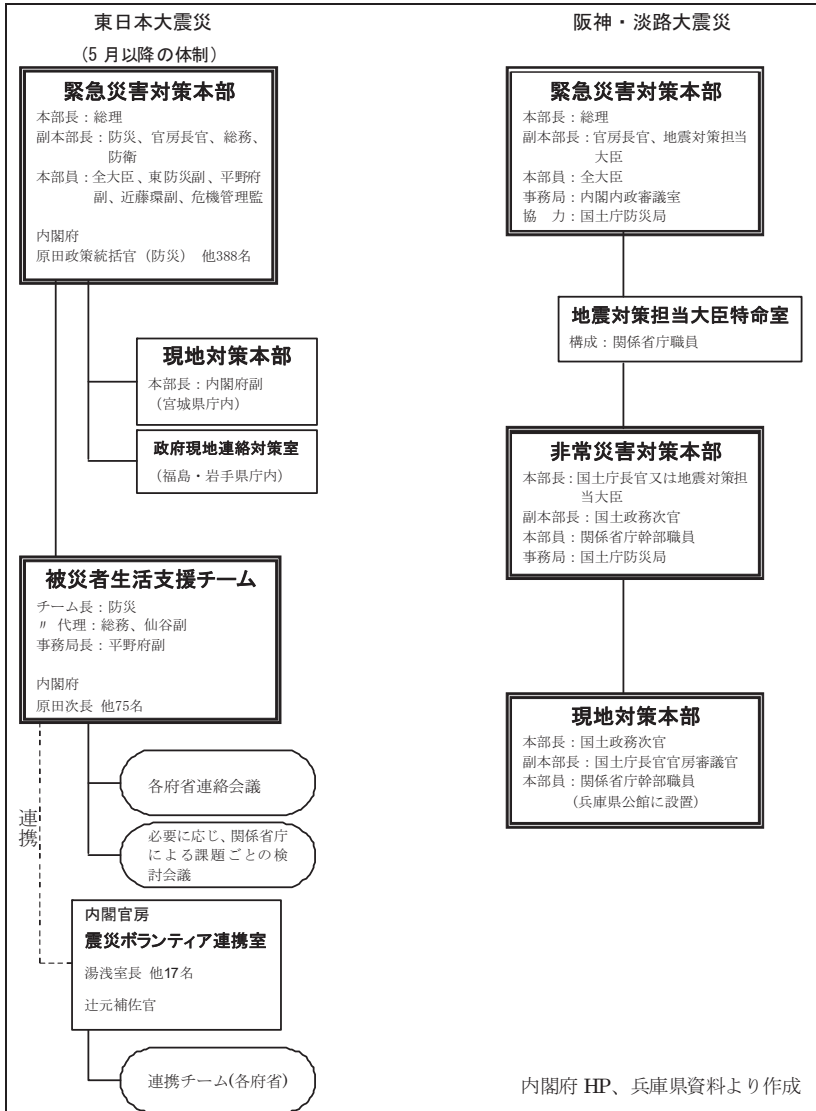 東日本大震災
(5月以降の体制)
緊急災害対策本部
本部長：総理
副本部長：防災、官房長官、総務、
防衛
本部員：全大臣、東防災副、平野府
副、近藤環副、危機管理監
内閣府
原田政策統括官（防災） 他388名
現地対策本部
本部長：内閣府副
（宮城県庁内）
政府現地連絡対策室
（福島・岩手県庁内）
被災者生活支援チーム
チーム長：防災
〃 代理：総務、仙谷副
事務局長：平野府副
内閣府
原田次長 他75名
各府省連絡会議
必要に応じ、関係省庁
による課題ごとの検
討会議
連携
内閣官房
震災ボランティア連携室
湯浅室長 他17名
辻元補佐官
連携チーム(各府省)
阪神・淡路大震災
緊急災害対策本部
本部長：総理
副本部長：官房長官、地震対策担当
大臣
本部員：全大臣
事務局：内閣内政審議室
協　力：国土庁防災局
地震対策担当大臣特命室
構成：関係省庁職員
非常災害対策本部
本部長：国土庁長官又は地震対策担
当大臣
副本部長：国土政務次官
本部員：関係省庁幹部職員
事務局：国土庁防災局
現地対策本部
本部長：国土政務次官
副本部長：国土庁長官官房審議官
本部員：関係省庁幹部職員
（兵庫県公館に設置）
内閣府 HP、兵庫県資料より作成